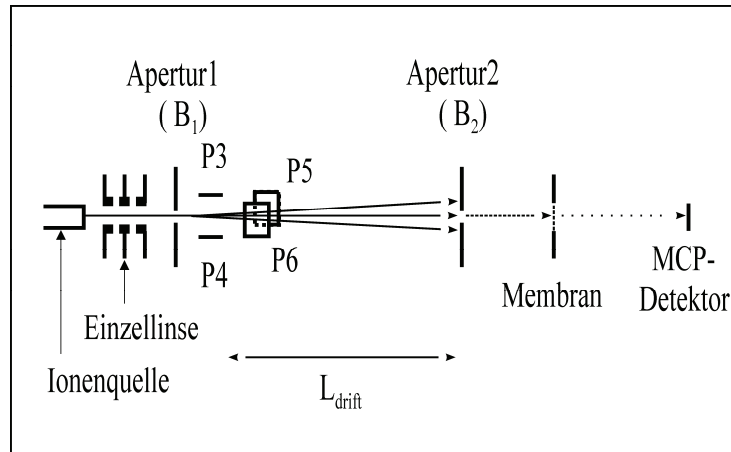 Apertur1
( B1)
Apertur2
( B2)
P3
P5
P4
P6
Membran
MCP-
Detektor
Einzellinse
Ionenquelle
Ldrift